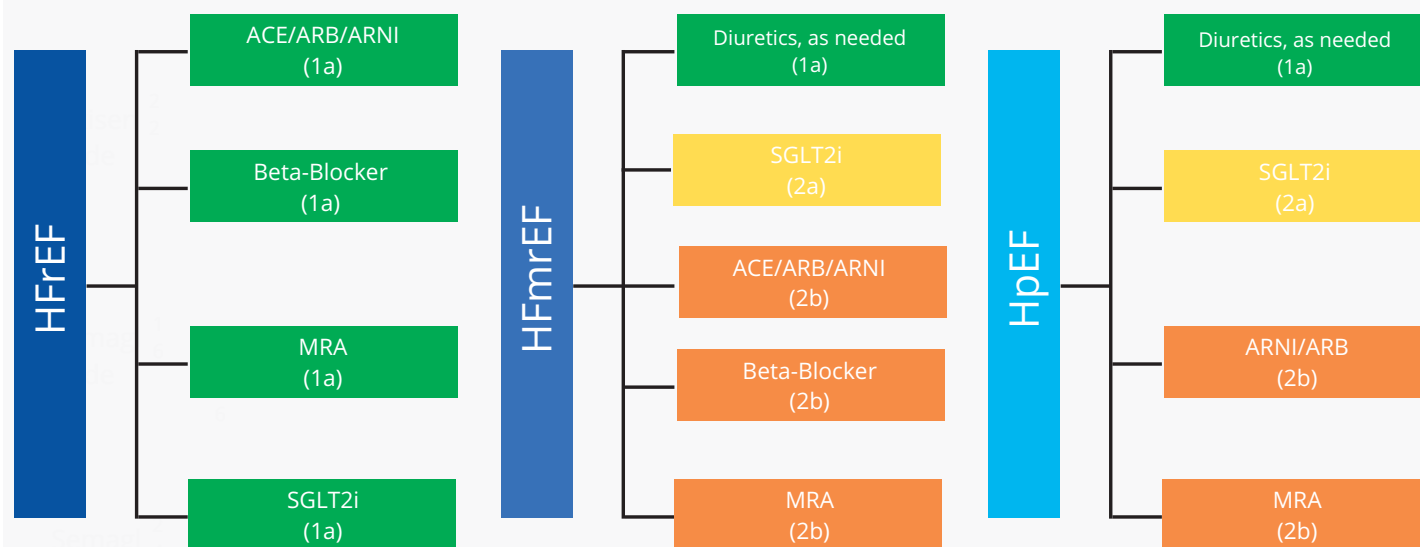 HFrEF
ACE/ARB/ARNI
(1a)
Beta-Blocker
(1a)
MRA
(1a)
SGLT2i
(1a)
HFmrEF
Diuretics, as needed
(1a)
SGLT2i
(2a)
ACE/ARB/ARNI
(2b)
Beta-Blocker
(2b)
MRA
(2b)
HpEF
Diuretics, as needed
(1a)
SGLT2i
(2a)
ARNI/ARB
(2b)
MRA
(2b)